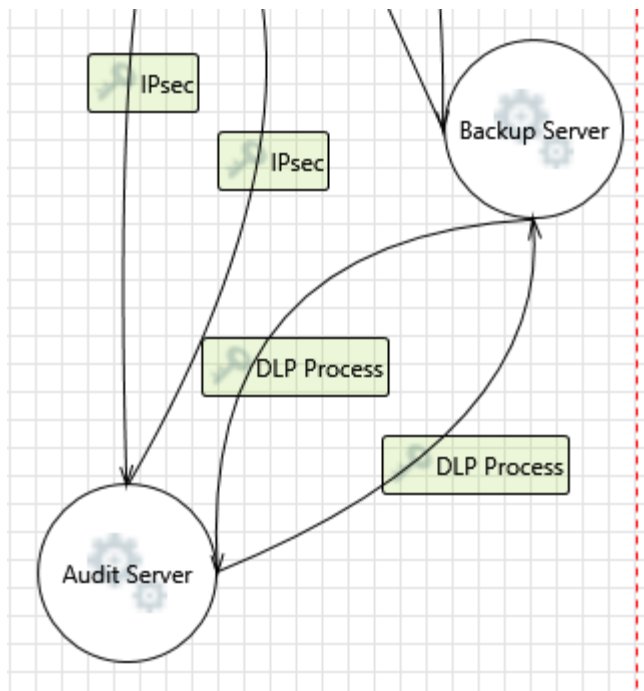 IPsec
Backup Server
IPsec
DLP Process
DLP Process
Audit Server